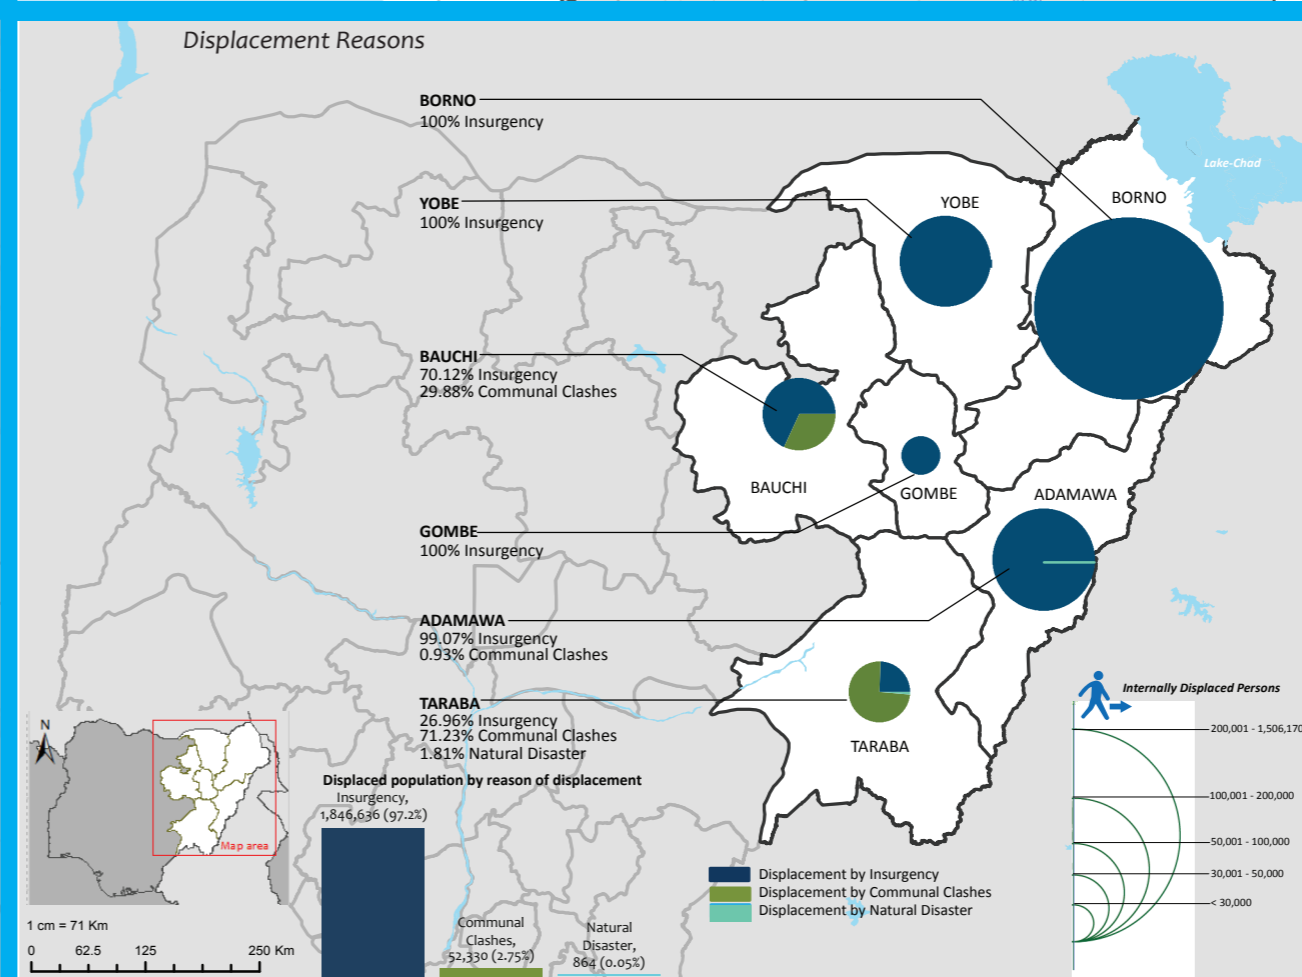 Displacement Reasons
BORNO
100% Insurgency
YOBE
100% Insurgency
BAUCHI
70.12% Insurgency
29.88% Communal Clashes
GOMBE
100% Insurgency
ADAMAWA
99.07% Insurgency
0.93% Communal Clashes
TARABA
26.96% Insurgency
71.23% Communal Clashes
1.81% Natural Disaster
Lake-Chad
BORNO
YOBE
BAUCHI
GOMBE
ADAMAWA
TARABA
N
Map area
1 cm = 71 Km
0 62.5 125 250 Km
Displaced population by reason of displacement
Insurgency,
1,846,636 (97.2%)
Communal
Clashes,
52,330 (2.75%)
Natural
Disaster,
864 (0.05%)
Displacement by Insurgency
Displacement by Communal Clashes
Displacement by Natural Disaster
Internally Displaced Persons
200,001 - 1,506,170
100,001 - 200,000
50,001 - 100,000
30,001 - 50,000
< 30,000